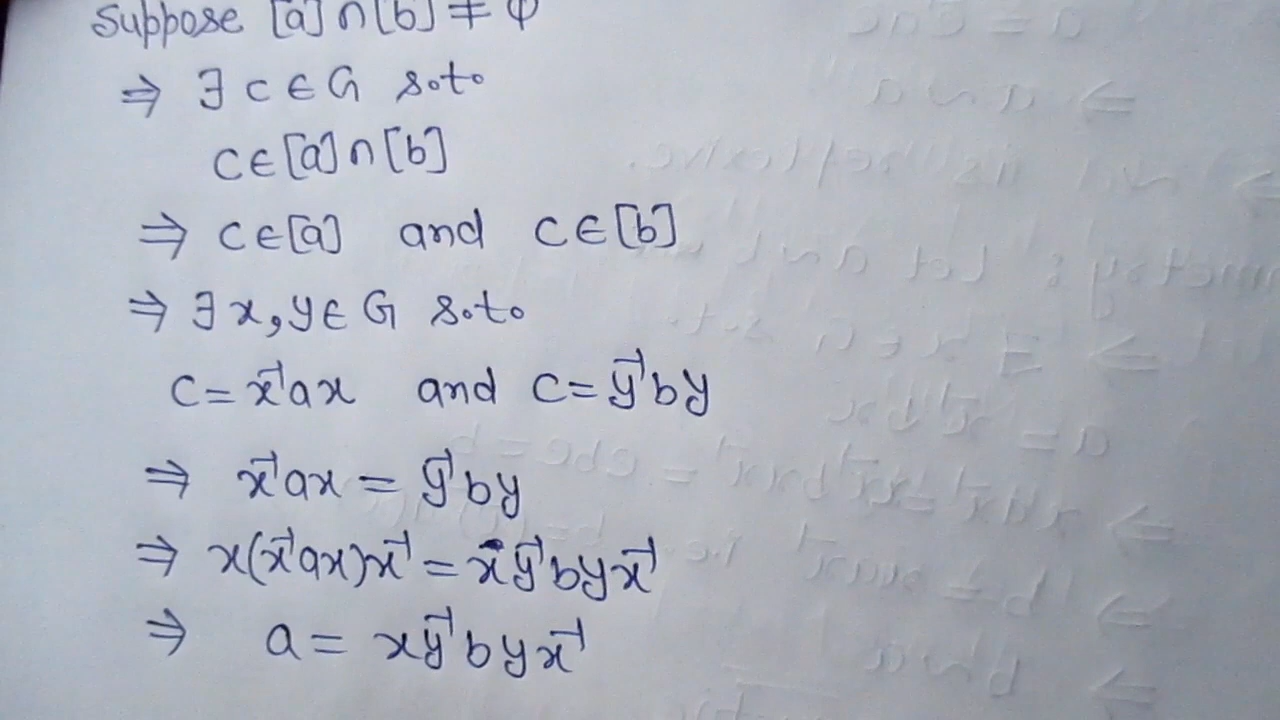 Suppose [a]∩[b] ≠ φ
⇒ ∃ c ∈ G s.t.
c∈[a]∩[b]
⇒ c∈[a] and c∈[b]
⇒ ∃ x,y∈ G s.t.
c = x⁻¹ax and c = y⁻¹by
⇒ x⁻¹ax = y⁻¹by
⇒ x(x⁻¹ax)x⁻¹ = xy⁻¹byx⁻¹
⇒ a = xy⁻¹byx⁻¹